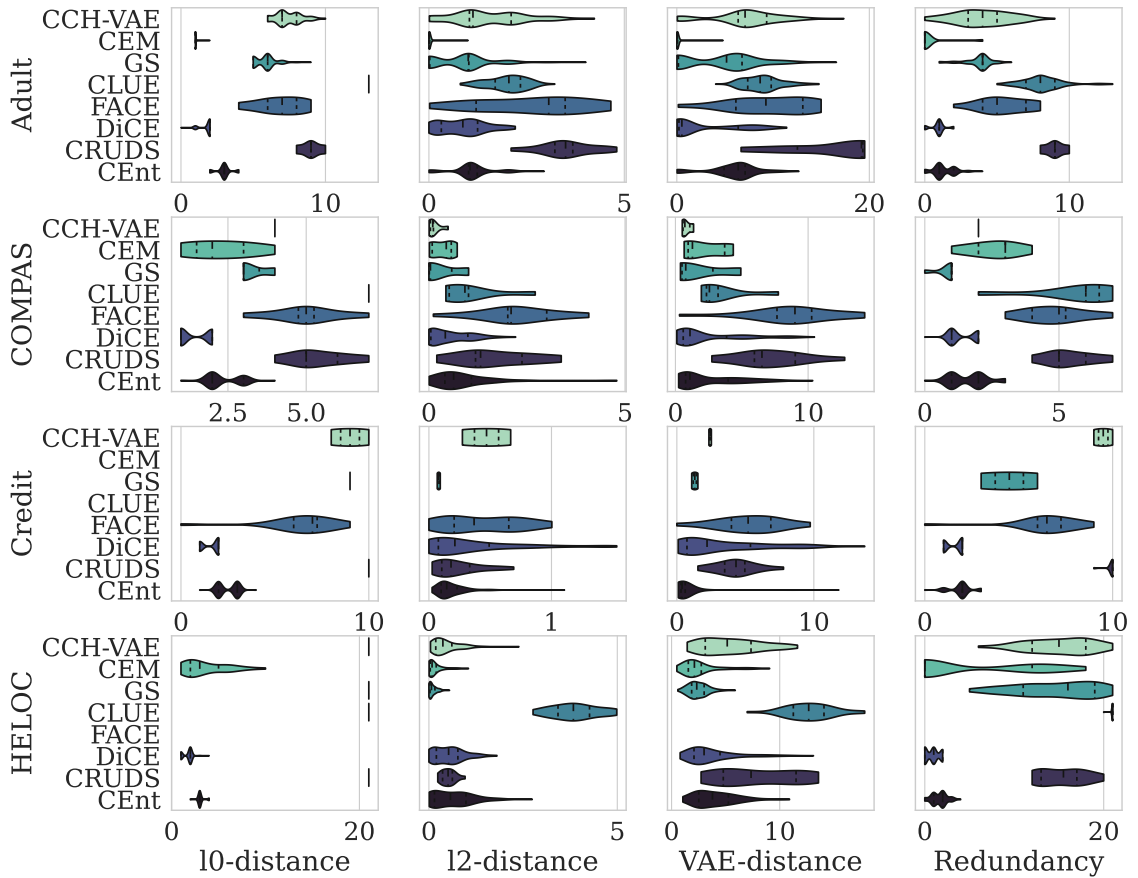 Adult
CCH-VAE
CEM
GS
CLUE
FACE
DiCE
CRUDS
CEnt
0 10 0 5 0 20 0 10
COMPAS
CCH-VAE
CEM
GS
CLUE
FACE
DiCE
CRUDS
CEnt
2.5 5.0 0 5 0 10 0 5
Credit
CCH-VAE
CEM
GS
CLUE
FACE
DiCE
CRUDS
CEnt
0 10 0 1 0 10 0 10
HELOC
CCH-VAE
CEM
GS
CLUE
FACE
DiCE
CRUDS
CEnt
0 20 0 5 0 10 0 20
l0-distance l2-distance VAE-distance Redundancy